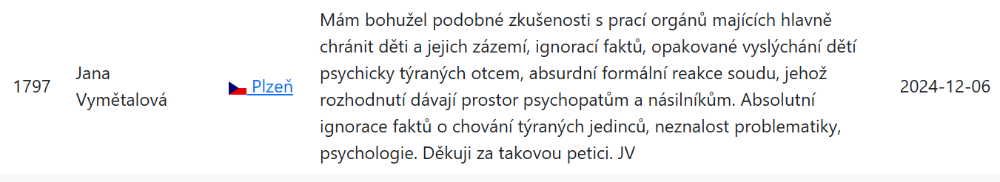 Mám bohužel podobné zkušenosti s prací orgánů majících hlavně
chránit děti a jejich zázemí, ignorací faktů, opakované vyslýchání dětí
Jana
1797
Plzeň
psychicky týraných otcem, absurdní formální reakce soudu, jehož
2024-12-06
Vymětalová
rozhodnutí dávají prostor psychopatům a násilníkům. Absolutní
ignorace faktů o chování týraných jedinců, neznalost problematiky,
psychologie. Děkuji za takovou petici. JV